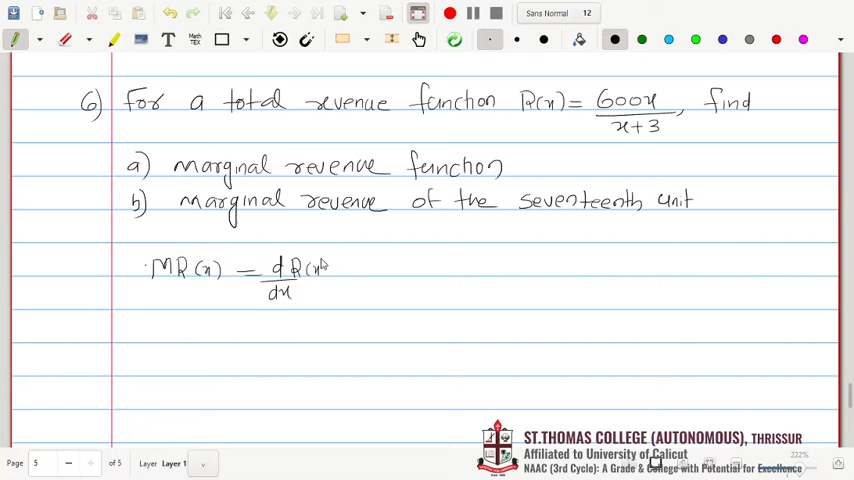 Sans Normal 12
T Math TEX
6) For a total revenue function R(x) = 600x / x+3, find
a) marginal revenue function
b) marginal revenue of the seventeenth unit
MR(x) = d/dx R(x
ST.THOMAS COLLEGE (AUTONOMOUS), THRISSUR
Affiliated to University of Calicut
NAAC (3rd Cycle): A Grade & College with Potential for Excellence
222%
Page 5 of 5 Layer Layer 1